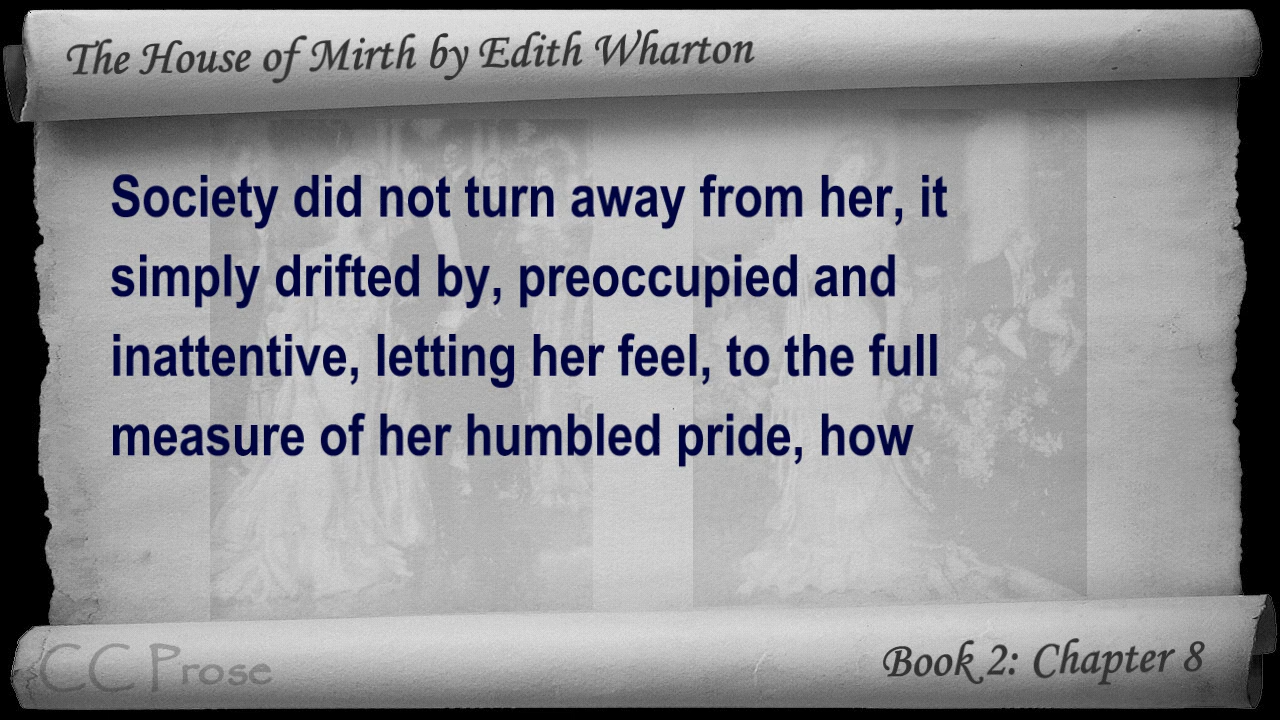 The House of Mirth by Edith Wharton
Society did not turn away from her, it
simply drifted by, preoccupied and
inattentive, letting her feel, to the full
measure of her humbled pride, how
CC Prose
Book 2: Chapter 8